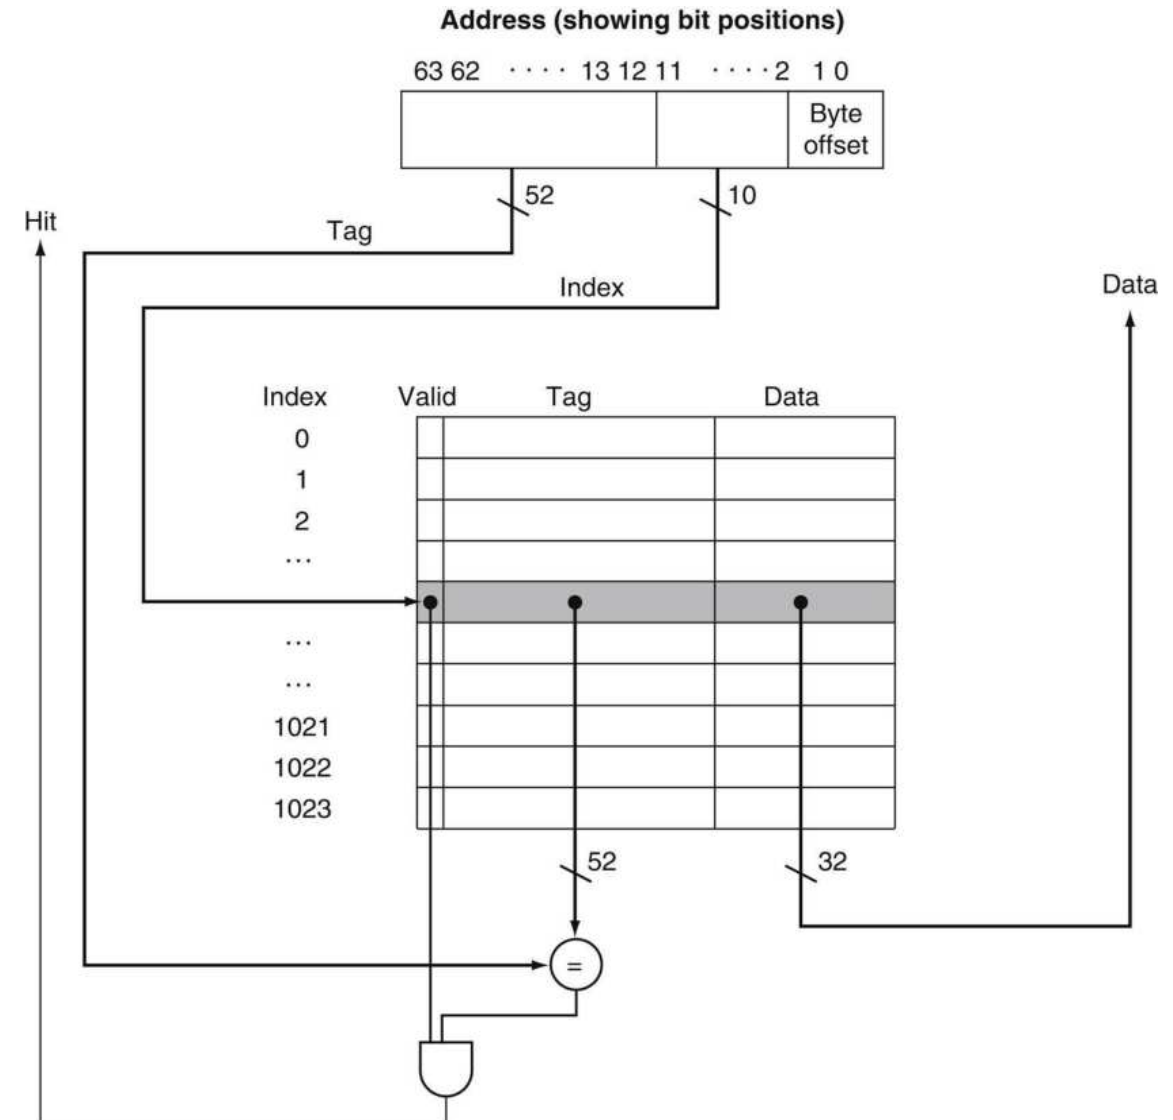 Address (showing bit positions)
63 62 · · · · 13 12 11 · · · · 2 1 0
Byte
offset
52
10
Hit
Tag
Index
Data
Index Valid Tag Data
0
1
2
...
...
...
1021
1022
1023
52
32
=